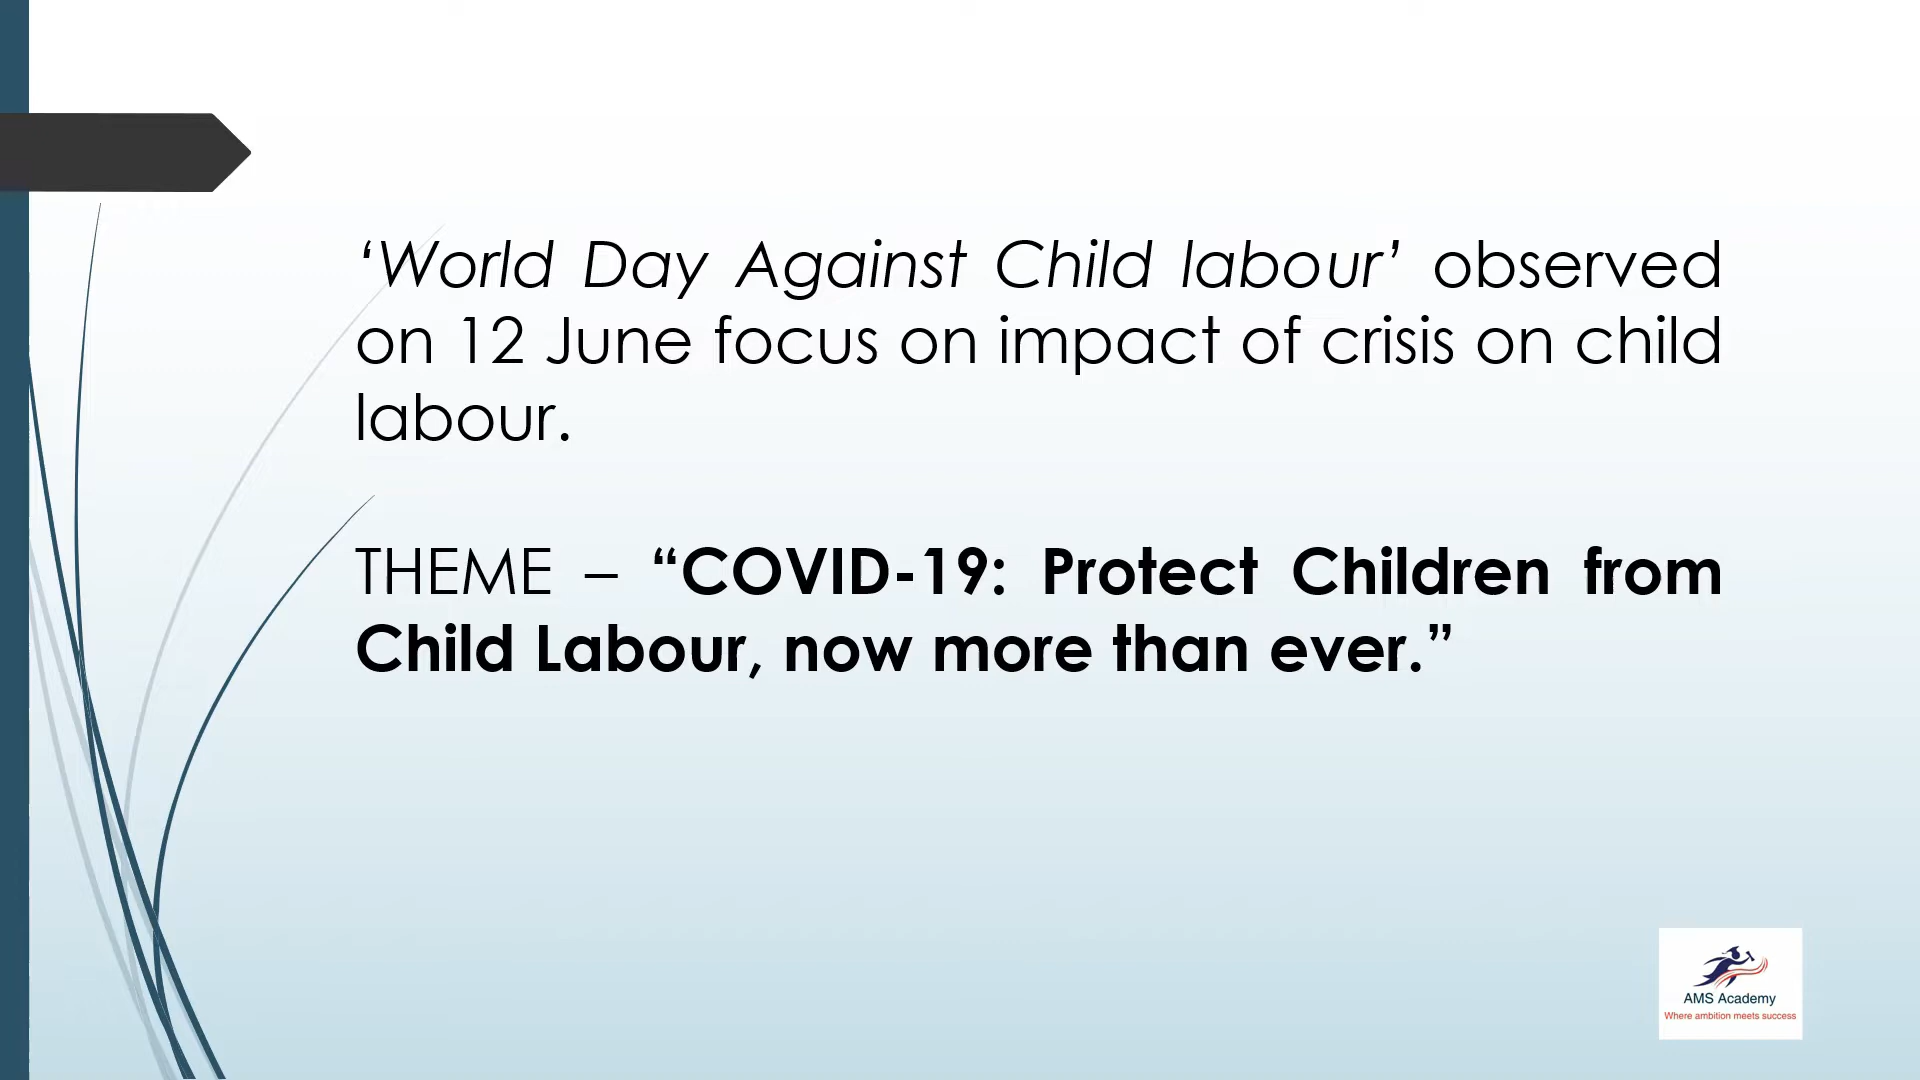 ‘World Day Against Child labour’ observed
on 12 June focus on impact of crisis on child
labour.
THEME – “COVID-19: Protect Children from
Child Labour, now more than ever.”
AMS Academy
Where ambition meets success